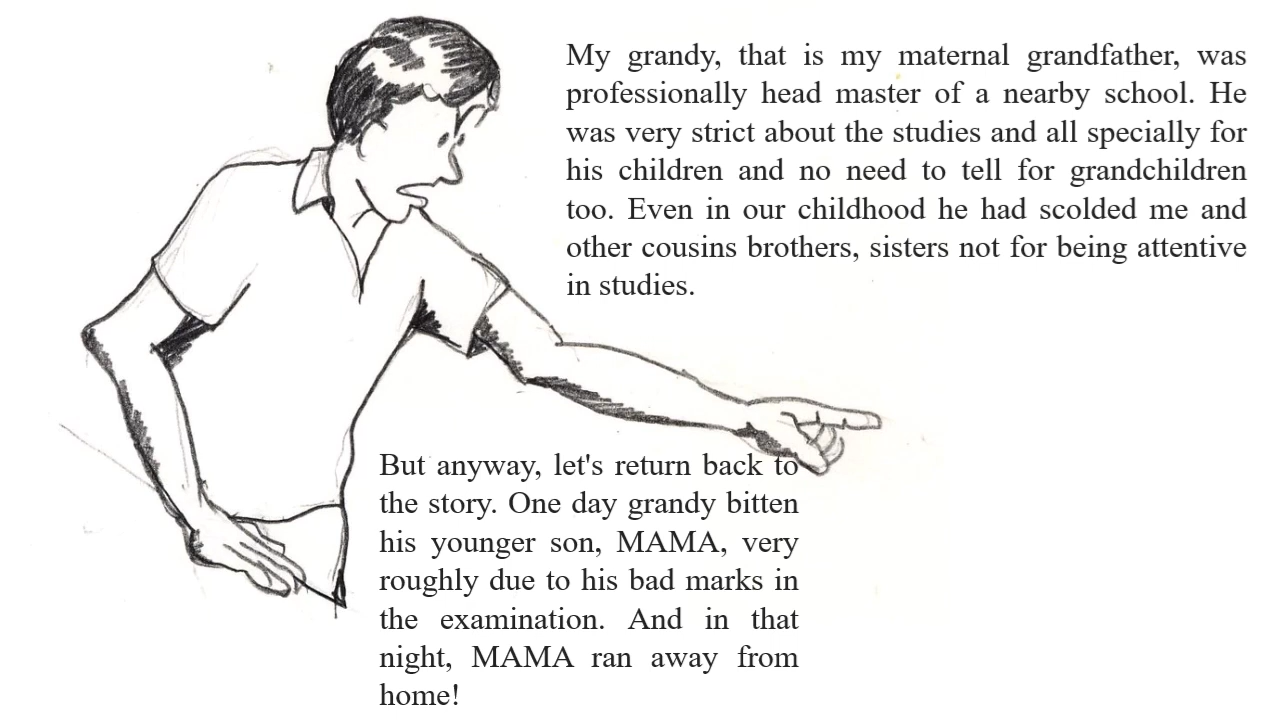 My grandy, that is my maternal grandfather, was
professionally head master of a nearby school. He
was very strict about the studies and all specially for
his children and no need to tell for grandchildren
too. Even in our childhood he had scolded me and
other cousins brothers, sisters not for being attentive
in studies.
But anyway, let's return back to
the story. One day grandy bitten
his younger son, MAMA, very
roughly due to his bad marks in
the examination. And in that
night, MAMA ran away from
home!